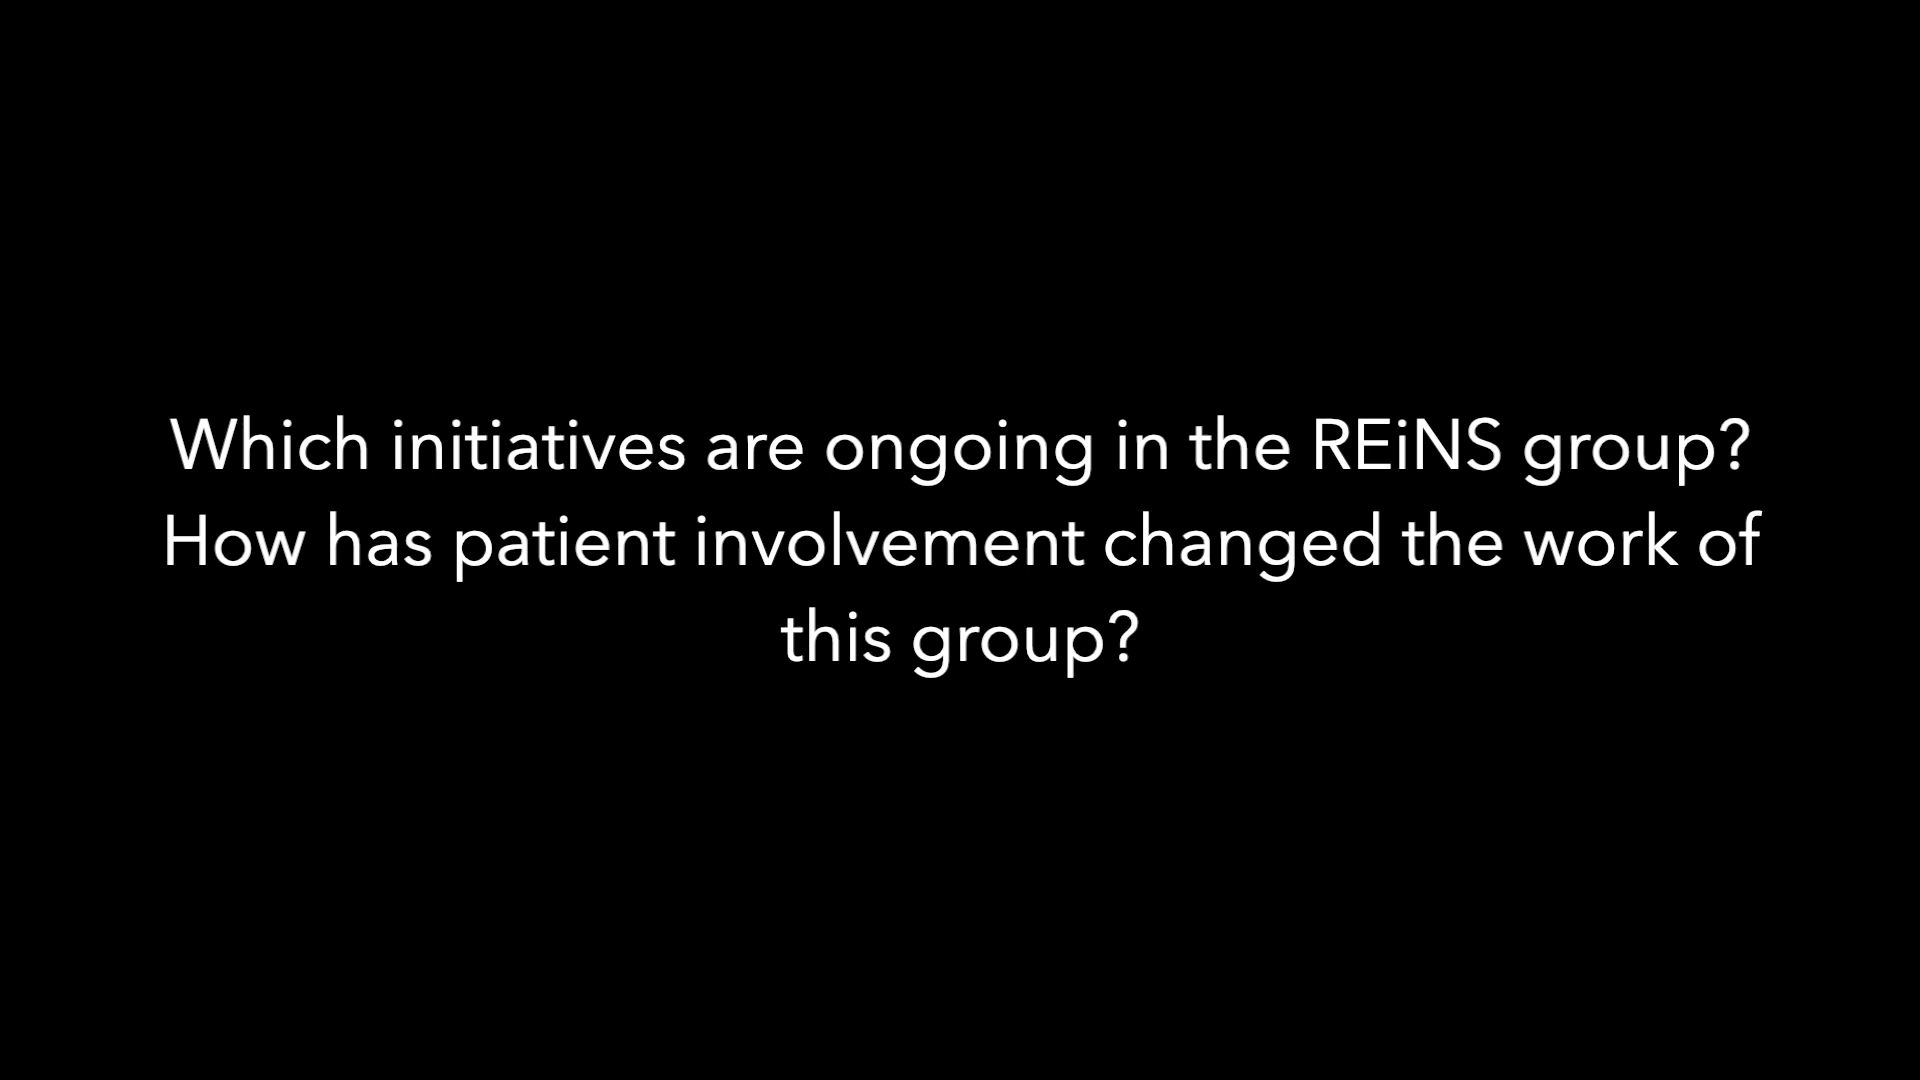 Which initiatives are ongoing in the REiNS group?
How has patient involvement changed the work of
this group?